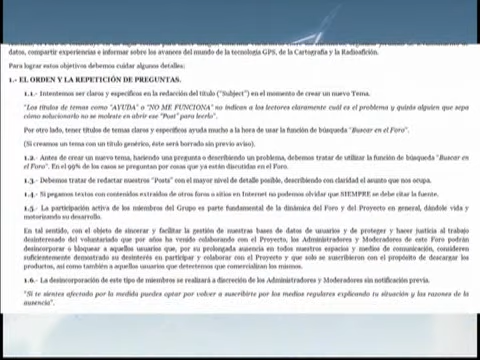 datos, compartir experiencias e informar sobre los avances del mundo de la tecnología GPS, de la Cartografía y la Radioafición.
Para lograr estos objetivos debemos cuidar algunos detalles:
1.- EL ORDEN Y LA REPETICIÓN DE PREGUNTAS.
1.1.- Intentemos ser claros y específicos en la redacción del título ("Subject") en el momento de crear un nuevo Tema.
"Los títulos de temas como "AYUDA" o "NO ME FUNCIONA" no indican a los lectores claramente cuál es el problema y quizás alguien que sepa
cómo solucionarlo no se moleste en abrir ese "Post" para leerlo".
Por otro lado, tener títulos de temas claros y específicos ayuda mucho a la hora de usar la función de búsqueda "Buscar en el Foro".
(Si creamos un tema con un título genérico, éste será borrado sin previo aviso).
1.2.- Antes de crear un nuevo tema, haciendo una pregunta o describiendo un problema, debemos tratar de utilizar la función de búsqueda "Buscar en
el Foro". En el 99% de los casos se preguntan por cosas que ya están discutidas en el Foro.
1.3.- Debemos tratar de redactar nuestros "Posts" con el mayor nivel de detalle posible, describiendo con claridad el asunto que nos ocupa.
1.4.- Si pegamos textos con contenidos extraídos de otros foros o sitios en Internet no podemos olvidar que SIEMPRE se debe citar la fuente.
1.5.- La participación activa de los miembros del Grupo es parte fundamental de la dinámica del Foro y del Proyecto en general, dándole vida y
motorizando su desarrollo.
En tal sentido, con el objeto de sincerar y facilitar la gestión de nuestras bases de datos de usuarios y de proteger y hacer justicia al trabajo
desinteresado del voluntariado que por años ha venido colaborando con el Proyecto, los Administradores y Moderadores de este Foro podrán
desincorporar o bloquear a aquellos usuarios que, por su prolongada ausencia en todos nuestros espacios y medios de comunicación, consideren
suficientemente demostrado su desinterés en participar y colaborar con el Proyecto y que solo se suscribieron con el propósito de descargar los
productos, así como también a aquellos usuarios que detectemos que comercializan los mismos.
1.6.- La desincorporación de este tipo de miembros se realizará a discreción de los Administradores y Moderadores sin notificación previa.
"Si te sientes afectado por la medida puedes optar por volver a suscribirte por los medios regulares explicando tu situación y las razones de la
ausencia".